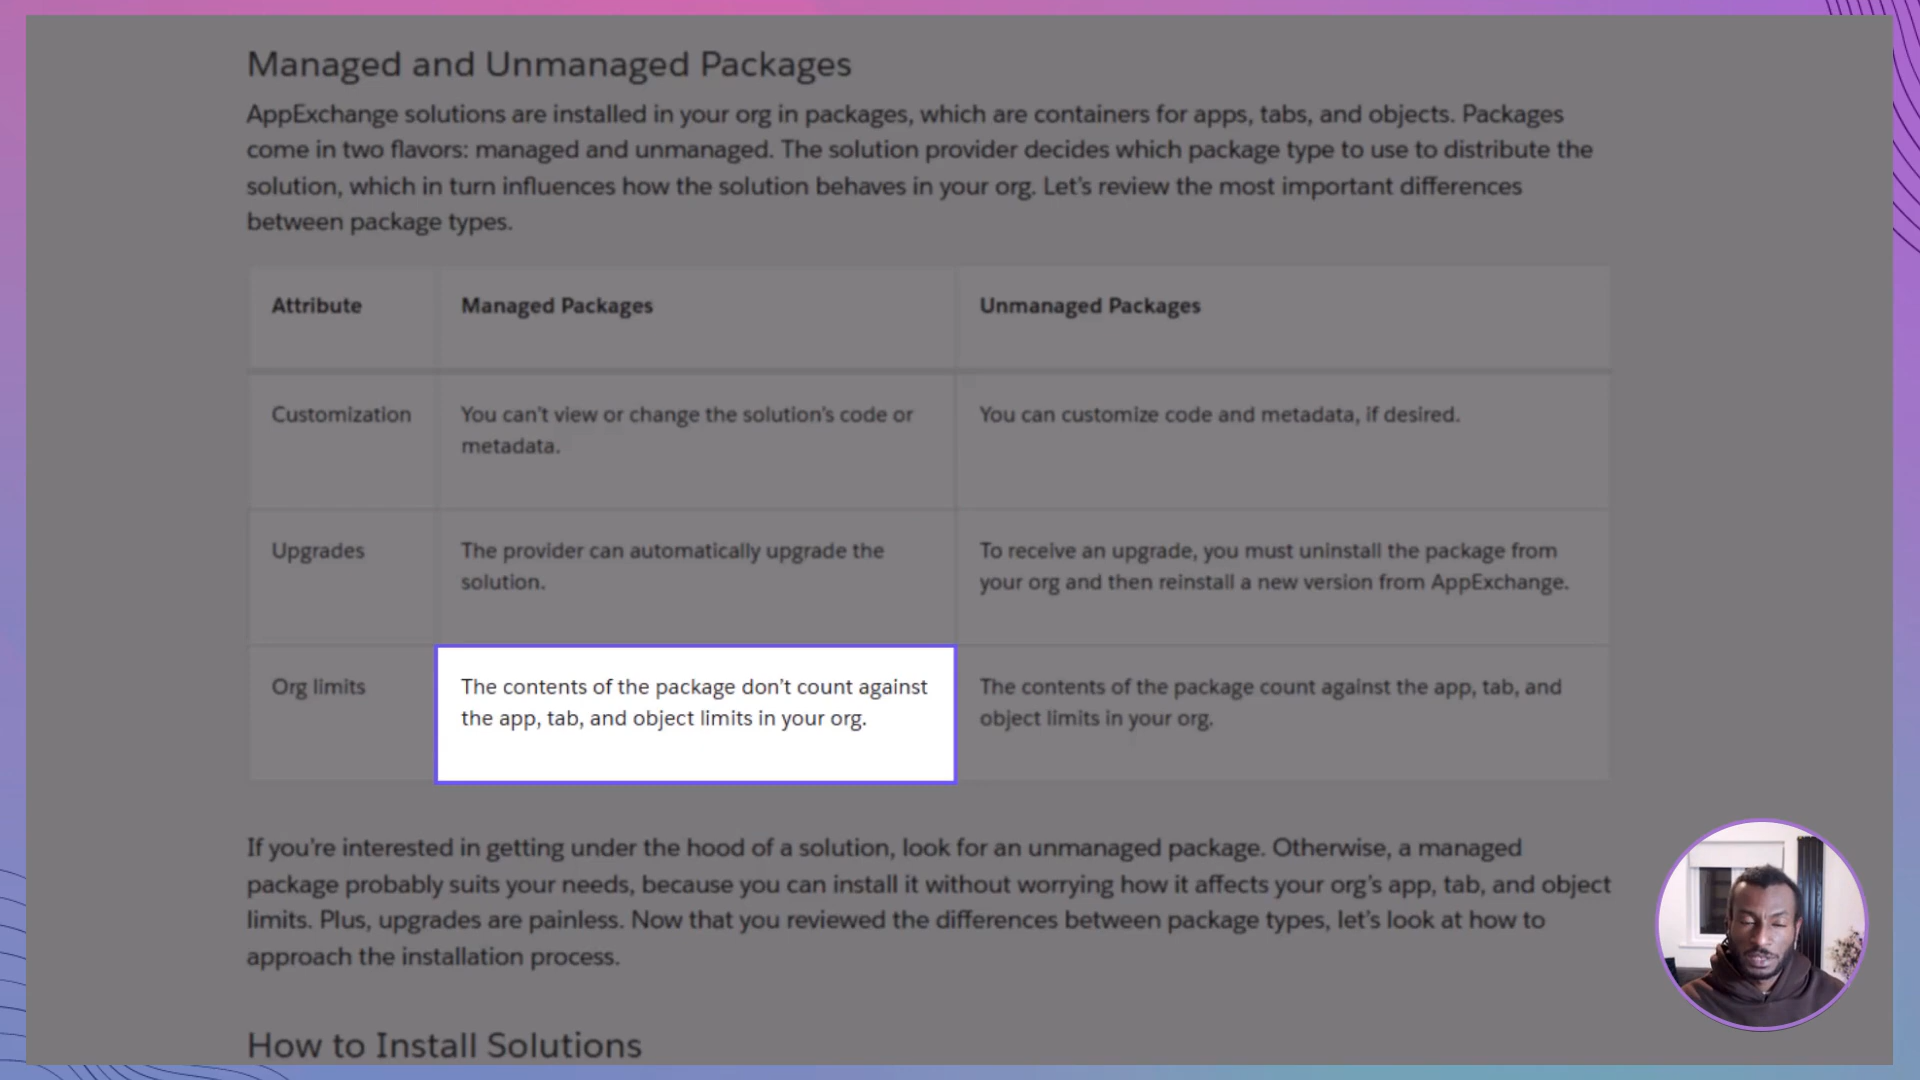 Managed and Unmanaged Packages
AppExchange solutions are installed in your org in packages, which are containers for apps, tabs, and objects. Packages
come in two flavors: managed and unmanaged. The solution provider decides which package type to use to distribute the
solution, which in turn influences how the solution behaves in your org. Let's review the most important differences
between package types.
Attribute
Managed Packages
Unmanaged Packages
Customization
You can't view or change the solution's code or
metadata.
You can customize code and metadata, if desired.
Upgrades
The provider can automatically upgrade the
solution.
To receive an upgrade, you must uninstall the package from
your org and then reinstall a new version from AppExchange.
Org limits
The contents of the package don't count against
the app, tab, and object limits in your org.
The contents of the package count against the app, tab, and
object limits in your org.
If you're interested in getting under the hood of a solution, look for an unmanaged package. Otherwise, a managed
package probably suits your needs, because you can install it without worrying how it affects your org's app, tab, and object
limits. Plus, upgrades are painless. Now that you reviewed the differences between package types, let's look at how to
approach the installation process.
How to Install Solutions